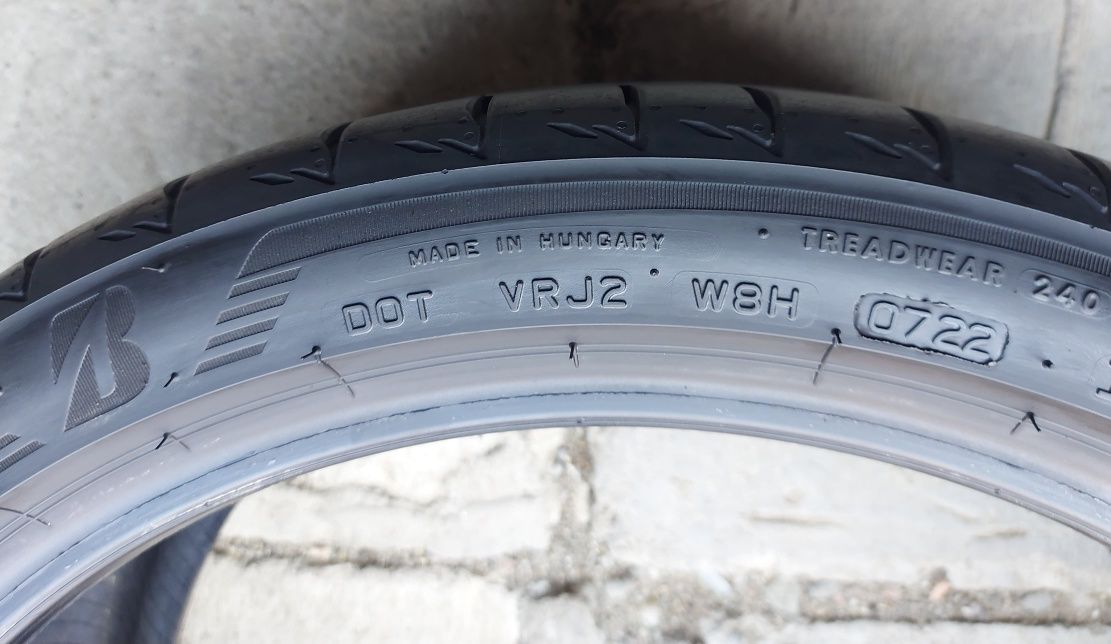 MADE IN HUNGARY
TREADWEAR 240
DOT VRJ2 W8H 0722
B